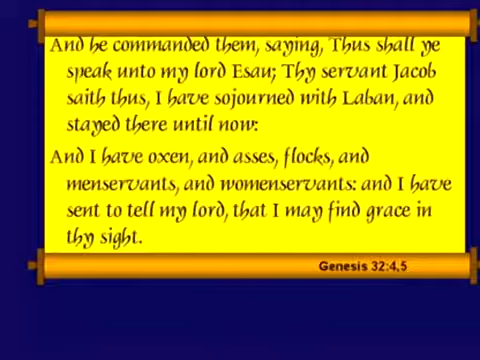 And he commanded them, saying, Thus shall ye
speak unto my lord Esau; Thy servant Jacob
saith thus, I have sojourned with Laban, and
stayed there until now:
And I have oxen, and asses, flocks, and
menservants, and womenservants: and I have
sent to tell my lord, that I may find grace in
thy sight.
Genesis 32:4,5